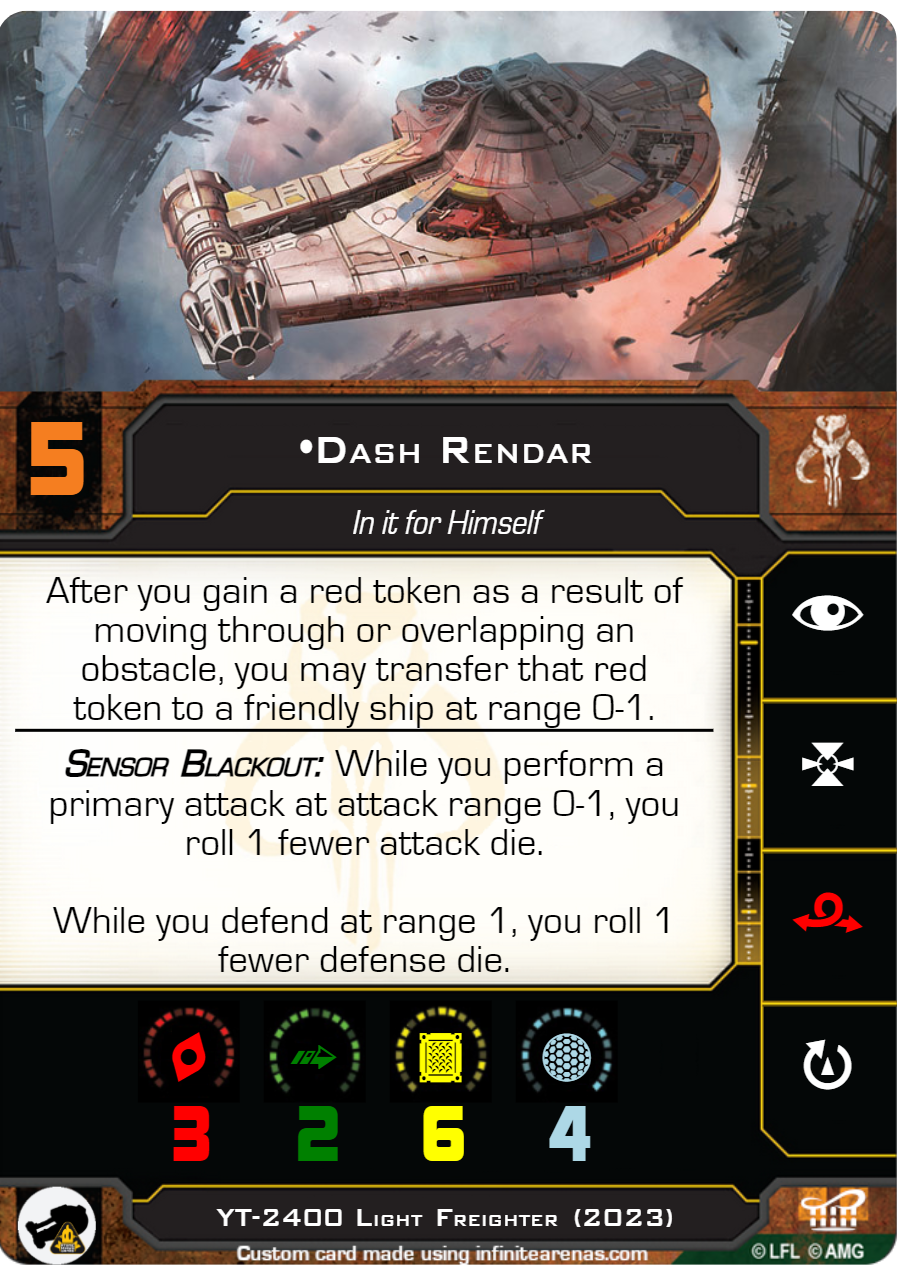 5
•Dash Rendar
In it for Himself
After you gain a red token as a result of
moving through or overlapping an
obstacle, you may transfer that red
token to a friendly ship at range 0-1.
Sensor Blackout: While you perform a
primary attack at attack range 0-1, you
roll 1 fewer attack die.
While you defend at range 1, you roll 1
fewer defense die.
3 2 6 4
YT-2400 Light Freighter (2023)
Custom card made using infinitearenas.com
© LFL © AMG